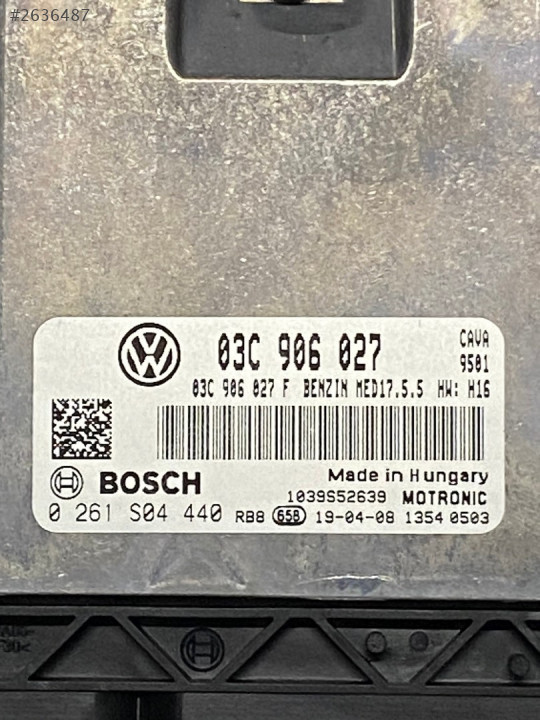 #2636487
03C 906 027
CAVA
9501
03C 906 027 F BENZIN MED17.5.5 HW: H16
BOSCH
Made in Hungary
1039S52639 MOTRONIC
0 261 S04 440 RB8 65B 19-04-08 1354 0503